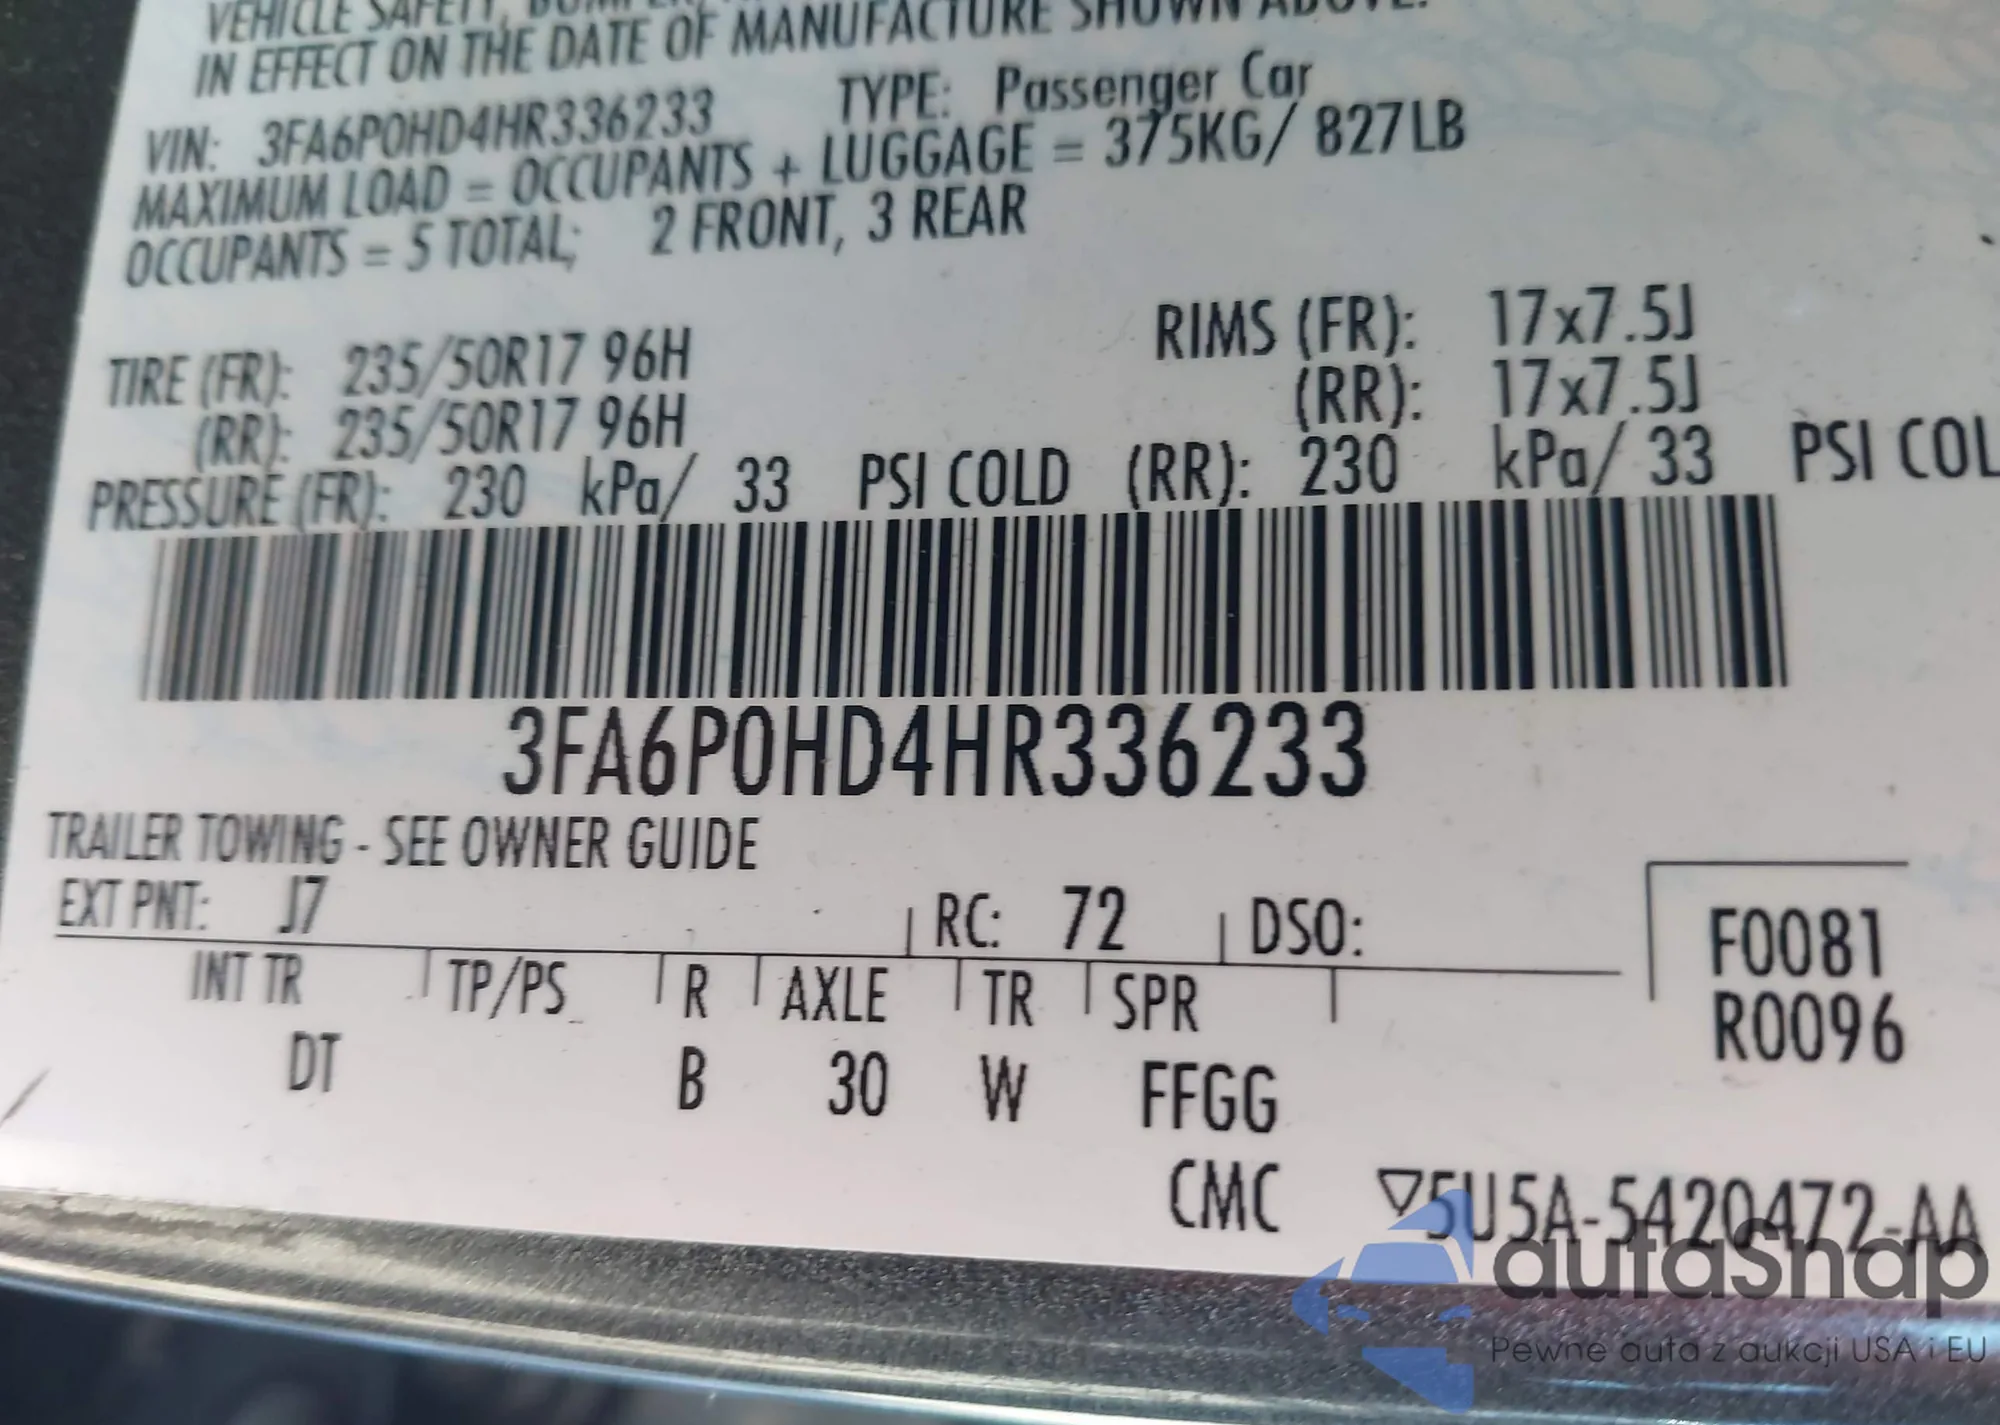 VEHICLE SAFETY, BUMPER,
IN EFFECT ON THE DATE OF MANUFACTURE SHOWN ABOVE.
VIN: 3FA6P0HD4HR336233 TYPE: Passenger Car
MAXIMUM LOAD = OCCUPANTS + LUGGAGE = 375KG/ 827LB
OCCUPANTS = 5 TOTAL; 2 FRONT, 3 REAR
TIRE (FR): 235/50R17 96H RIMS (FR): 17x7.5J
(RR): 235/50R17 96H (RR): 17x7.5J
PRESSURE (FR): 230 kPa/ 33 PSI COLD (RR): 230 kPa/ 33 PSI COL
3FA6P0HD4HR336233
TRAILER TOWING - SEE OWNER GUIDE
EXT PNT: J7 RC: 72 DSO:
F0081
R0096
INT TR TP/PS R AXLE TR SPR
DT B 30 W FFGG
CMC ▽5U5A-5420472-AA
autaSnap
Pewne auta z aukcji USA i EU